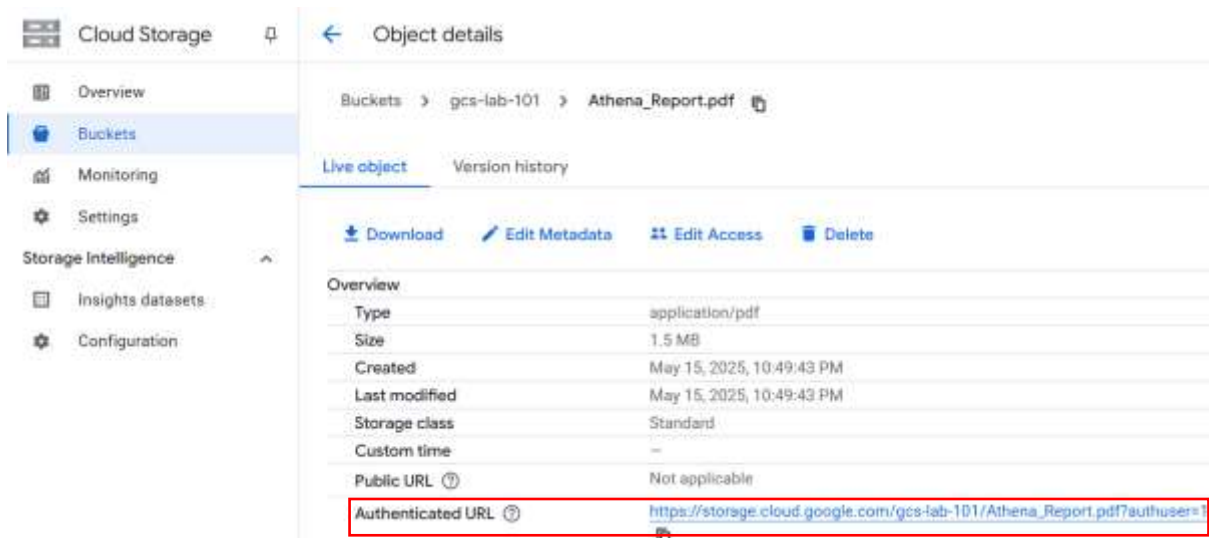 Cloud Storage
Object details
Overview
Buckets
Monitoring
Settings
Storage Intelligence
Insights datasets
Configuration
Buckets > gcs-lab-101 > Athena_Report.pdf
Live object Version history
Download Edit Metadata Edit Access Delete
Overview
Type application/pdf
Size 1.5 MB
Created May 15, 2025, 10:49:43 PM
Last modified May 15, 2025, 10:49:43 PM
Storage class Standard
Custom time —
Public URL Not applicable
Authenticated URL https://storage.cloud.google.com/gcs-lab-101/Athena_Report.pdf?authuser=1